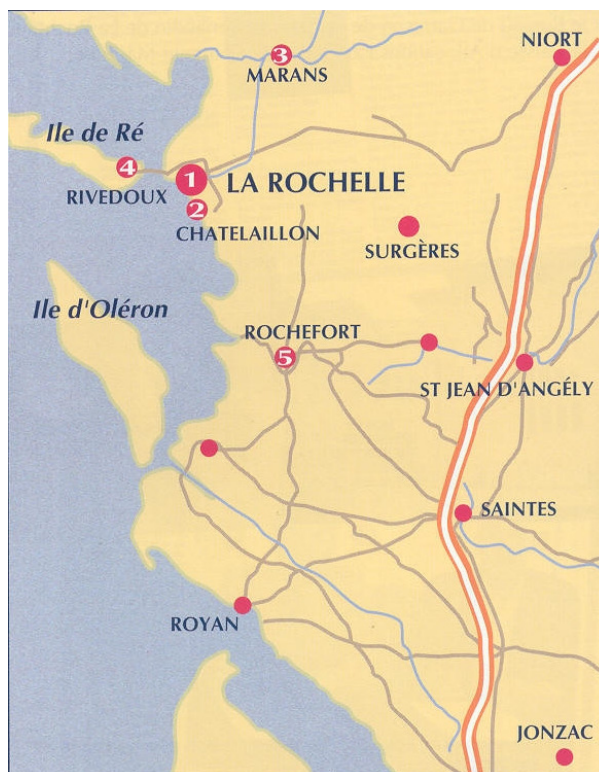 NIORT
3
MARANS
Ile de Ré
4
1
LA ROCHELLE
RIVEDOUX
2
CHATELAILLON
SURGÈRES
Ile d'Oléron
ROCHEFORT
5
ST JEAN D'ANGÉLY
SAINTES
ROYAN
JONZAC